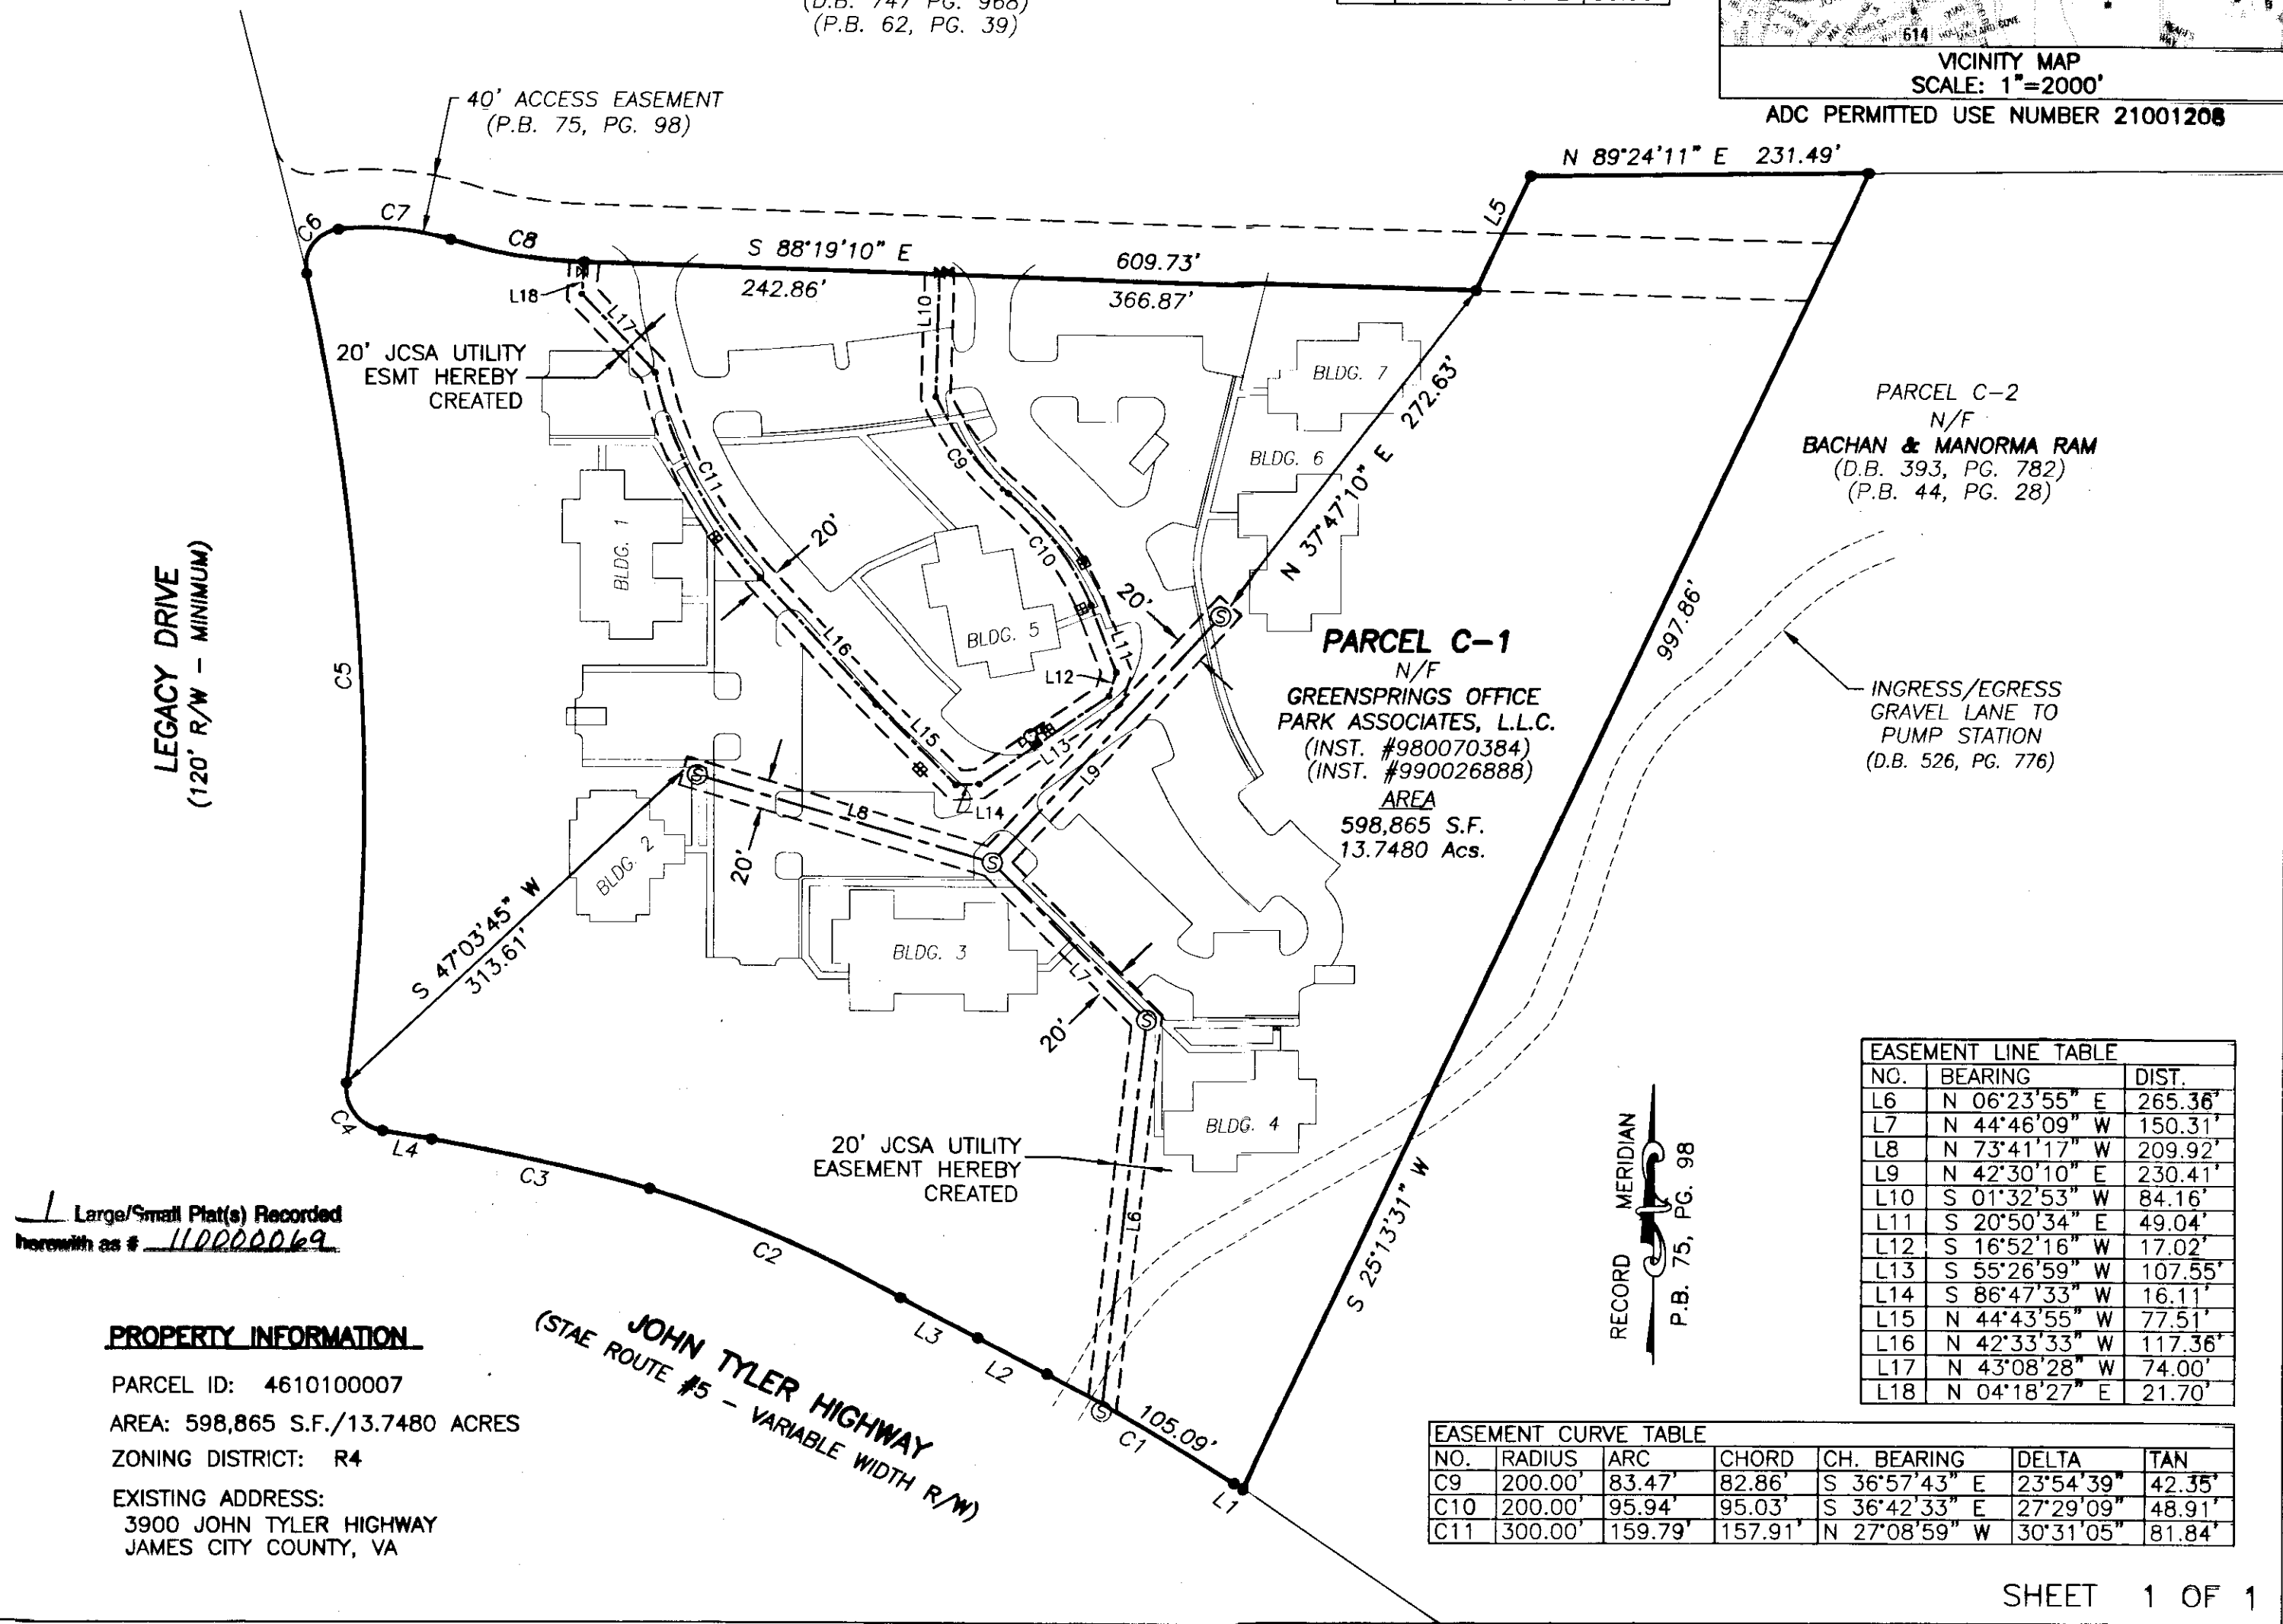 (D.B. 747 PG. 968)
(P.B. 62, PG. 39)
614
VICINITY MAP
SCALE: 1"=2000'
ADC PERMITTED USE NUMBER 21001208
40' ACCESS EASEMENT
(P.B. 75, PG. 98)
N 89°24'11" E 231.49'
C6
C7
C8
L5
S 88°19'10" E
609.73'
242.86'
366.87'
L18
L17
L10
20' JCSA UTILITY
ESMT HEREBY
CREATED
BLDG. 7
N 37°47'10" E 272.63'
PARCEL C-2
N/F
BACHAN & MANORMA RAM
(D.B. 393, PG. 782)
(P.B. 44, PG. 28)
BLDG. 6
C9
C11
BLDG. 1
20'
C10
LEGACY DRIVE
(120' R/W - MINIMUM)
C5
BLDG. 5
20'
L16
L11
L12
997.86'
PARCEL C-1
N/F
GREENSPRINGS OFFICE
PARK ASSOCIATES, L.L.C.
(INST. #980070384)
(INST. #990026888)
AREA
598,865 S.F.
13.7480 Acs.
INGRESS/EGRESS
GRAVEL LANE TO
PUMP STATION
(D.B. 526, PG. 776)
L15
L13
L9
S
S
L14
L8
20'
S
BLDG. 2
S 47°03'45" W
313.61'
BLDG. 3
L7
20'
S
BLDG. 4
20' JCSA UTILITY
EASEMENT HEREBY
CREATED
L6
S 25°13'31" W
RECORD MERIDIAN
P.B. 75, PG. 98
C4
L4
C3
C2
L3
L2
S
105.09'
C1
L1
EASEMENT LINE TABLE
NO. BEARING DIST.
L6 N 06°23'55" E 265.36'
L7 N 44°46'09" W 150.31'
L8 N 73°41'17" W 209.92'
L9 N 42°30'10" E 230.41'
L10 S 01°32'53" W 84.16'
L11 S 20°50'34" E 49.04'
L12 S 16°52'16" W 17.02'
L13 S 55°26'59" W 107.55'
L14 S 86°47'33" W 16.11'
L15 N 44°43'55" W 77.51'
L16 N 42°33'33" W 117.36'
L17 N 43°08'28" W 74.00'
L18 N 04°18'27" E 21.70'
1 Large/Small Plat(s) Recorded
herewith as # 110000069
JOHN TYLER HIGHWAY
(STAE ROUTE #5 - VARIABLE WIDTH R/W)
PROPERTY INFORMATION
PARCEL ID: 4610100007
AREA: 598,865 S.F./13.7480 ACRES
ZONING DISTRICT: R4
EXISTING ADDRESS:
3900 JOHN TYLER HIGHWAY
JAMES CITY COUNTY, VA
EASEMENT CURVE TABLE
NO. RADIUS ARC CHORD CH. BEARING DELTA TAN
C9 200.00' 83.47' 82.86' S 36°57'43" E 23°54'39" 42.35'
C10 200.00' 95.94' 95.03' S 36°42'33" E 27°29'09" 48.91'
C11 300.00' 159.79' 157.91' N 27°08'59" W 30°31'05" 81.84'
SHEET 1 OF 1